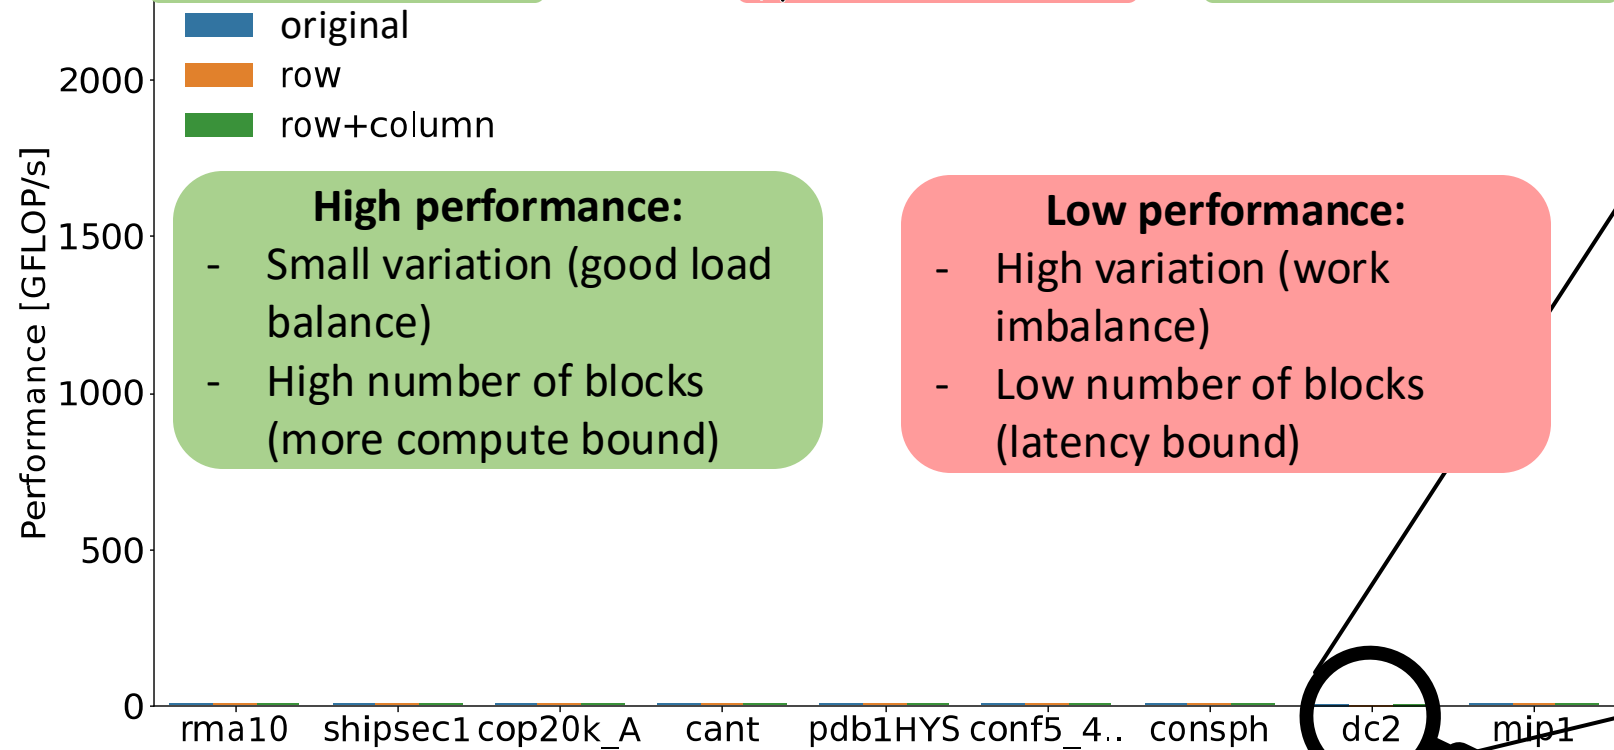 original
row
row+column
Performance [GFLOP/s]
2000
1500
1000
500
0
High performance:
- Small variation (good load
balance)
- High number of blocks
(more compute bound)
Low performance:
- High variation (work
imbalance)
- Low number of blocks
(latency bound)
rma10 shipsec1 cop20k_A cant pdb1HYS conf5_4.. consph dc2 mip1